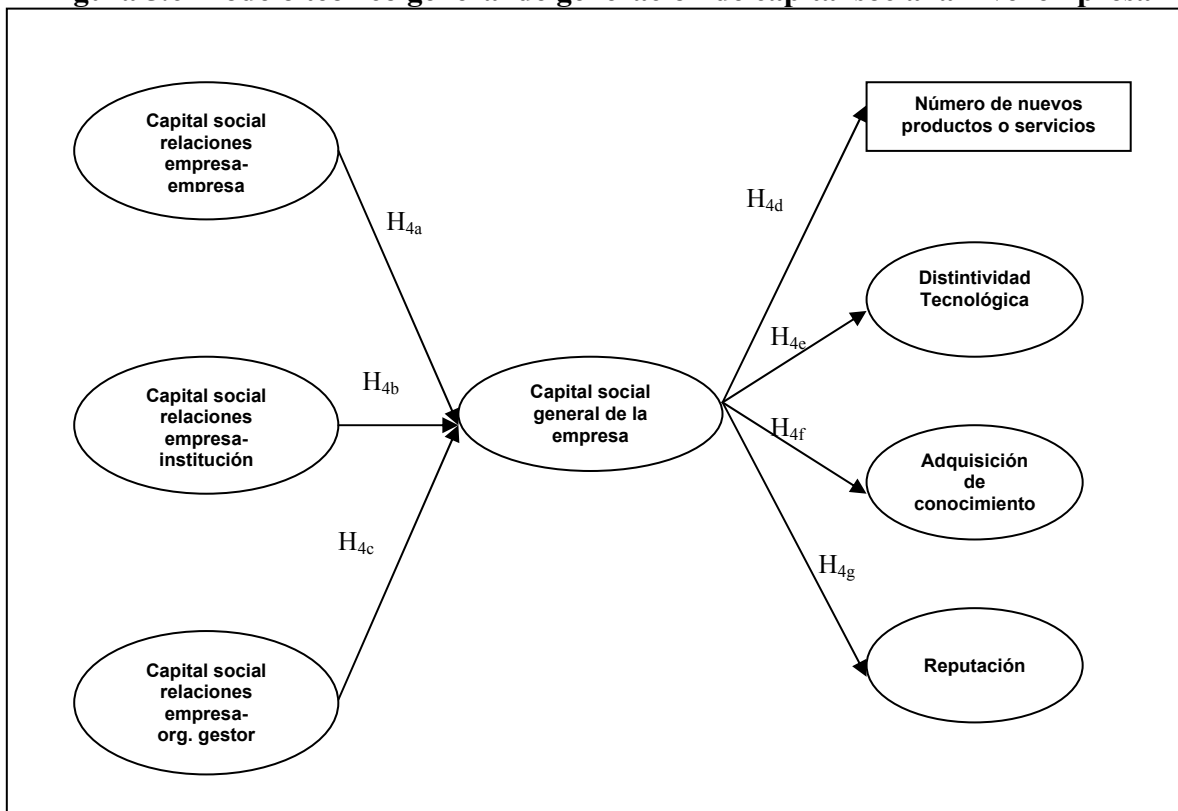 Capital social
relaciones
empresa-
empresa
Número de nuevos
productos o servicios
H4d
H4a
Distintividad
Tecnológica
H4e
H4b
Capital social
relaciones
empresa-
institución
Capital social
general de la
empresa
H4f
Adquisición
de
conocimiento
H4c
H4g
Capital social
relaciones
empresa-
org. gestor
Reputación